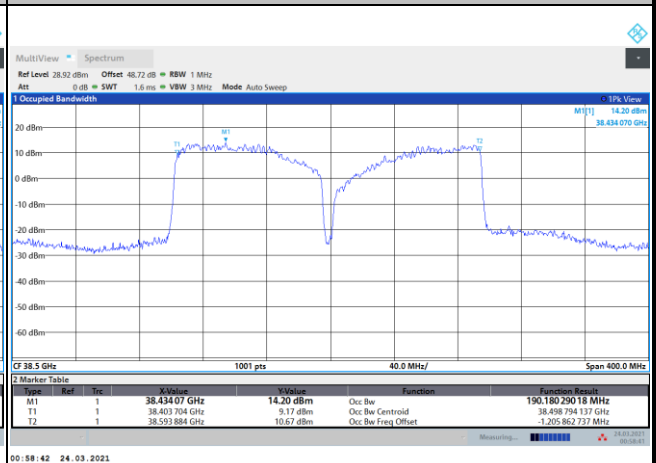 MultiView Spectrum
Ref Level 28.92 dBm Offset 48.72 dB RBW 1 MHz
Att 0 dB SWT 1.6 ms VBW 3 MHz Mode Auto Sweep
1 Occupied Bandwidth 1Pk View
M1[1] 14.20 dBm
38.434 070 GHz
20 dBm
T1 M1 T2
10 dBm
0 dBm
-10 dBm
-20 dBm
-30 dBm
-40 dBm
-50 dBm
-60 dBm
CF 38.5 GHz 1001 pts 40.0 MHz/ Span 400.0 MHz
2 Marker Table
Type Ref Trc X-Value Y-Value Function Function Result
M1 1 38.434 07 GHz 14.20 dBm Occ Bw 190.180 290 18 MHz
T1 1 38.403 704 GHz 9.17 dBm Occ Bw Centroid 38.498 794 137 GHz
T2 1 38.593 884 GHz 10.67 dBm Occ Bw Freq Offset -1.205 862 737 MHz
Measuring... 24.03.2021
00:58:41
00:58:42 24.03.2021